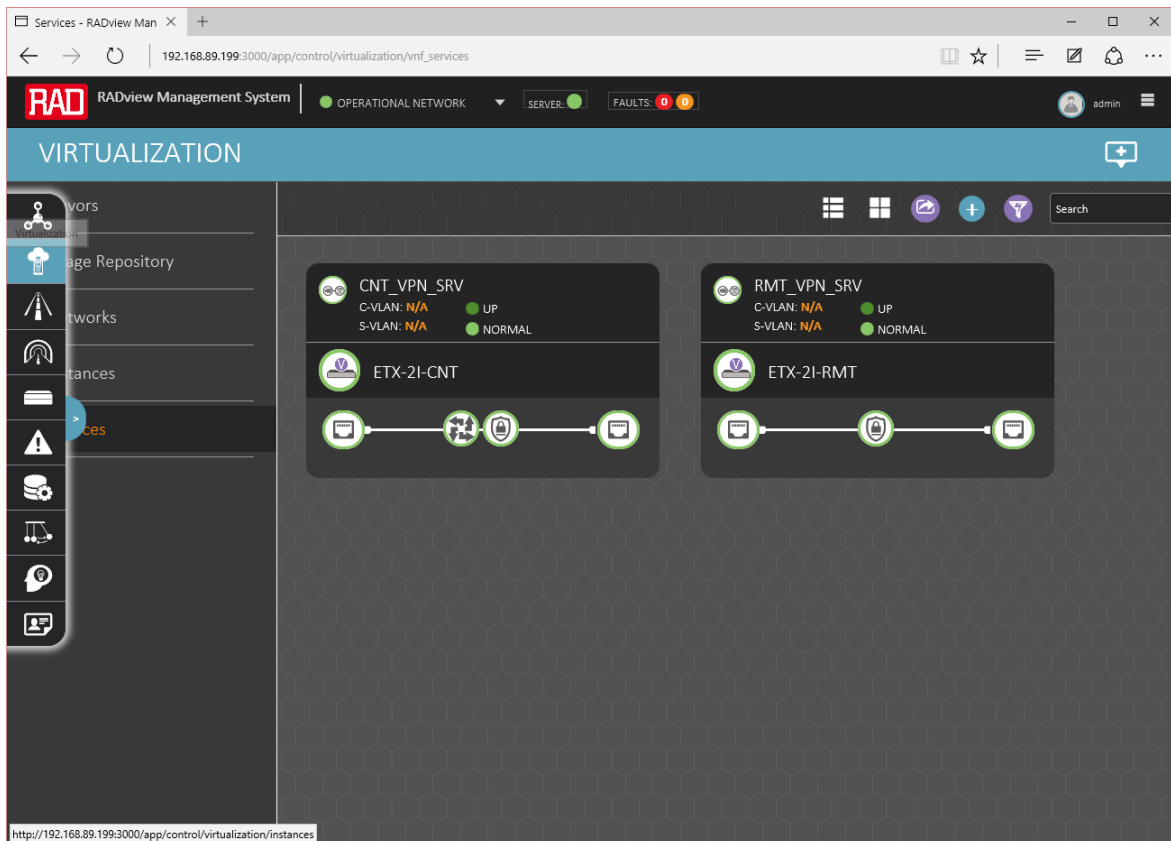 Services - RADview Man
192.168.89.199:3000/app/control/virtualization/vnf_services
RAD RADview Management System OPERATIONAL NETWORK SERVER: FAULTS: 0 0 admin
VIRTUALIZATION
vors
Virtualization
age Repository
tworks
tances
ces
>
Search
CNT_VPN_SRV
C-VLAN: N/A UP
S-VLAN: N/A NORMAL
V
ETX-2I-CNT
RMT_VPN_SRV
C-VLAN: N/A UP
S-VLAN: N/A NORMAL
V
ETX-2I-RMT
http://192.168.89.199:3000/app/control/virtualization/instances